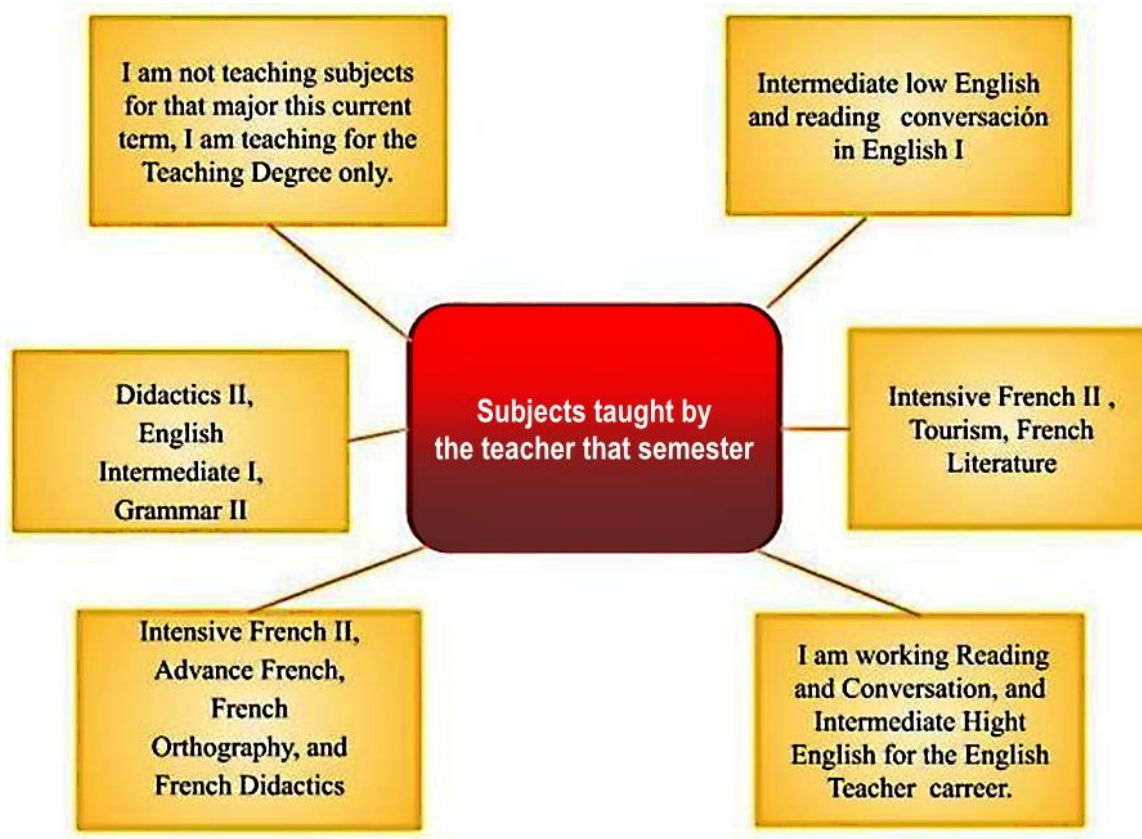 I am not teaching subjects
for that major this current
term, I am teaching for the
Teaching Degree only.
Intermediate low English
and reading conversación
in English I
Subjects taught by
the teacher that semester
Didactics II,
English
Intermediate I,
Grammar II
Intensive French II ,
Tourism, French
Literature
Intensive French II,
Advance French,
French
Orthography, and
French Didactics
I am working Reading
and Conversation, and
Intermediate Hight
English for the English
Teacher carreer.